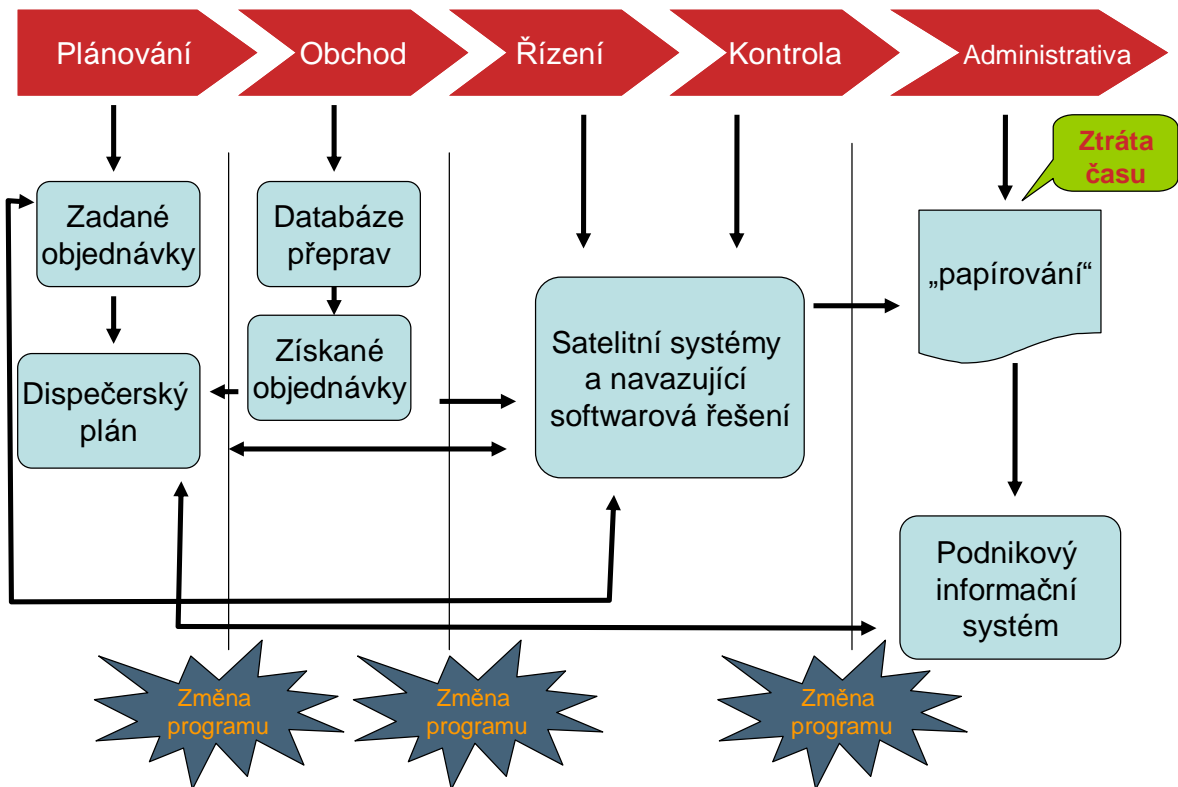 Plánování
Obchod
Řízení
Kontrola
Administrativa
Ztráta
času
Zadané
objednávky
Databáze
přeprav
„papírování“
Získané
objednávky
Satelitní systémy
a navazující
softwarová řešení
Dispečerský
plán
Podnikový
informační
systém
Změna
programu
Změna
programu
Změna
programu